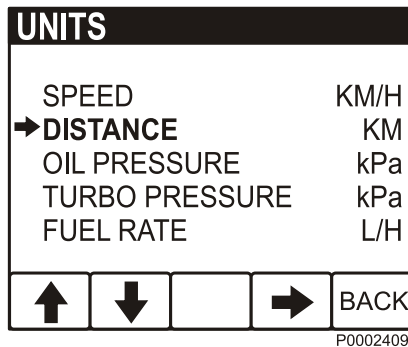 UNITS
SPEED KM/H
DISTANCE KM
OIL PRESSURE kPa
TURBO PRESSURE kPa
FUEL RATE L/H
BACK
P0002409